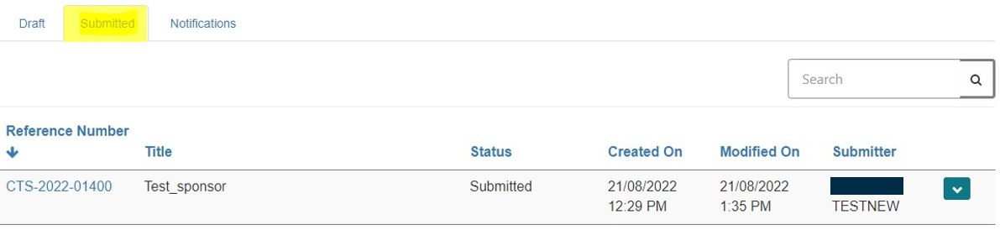 Draft Submitted Notifications
Search
Reference Number
Title Status Created On Modified On Submitter
CTS-2022-01400 Test_sponsor Submitted 21/08/2022 21/08/2022
12:29 PM 1:35 PM TESTNEW